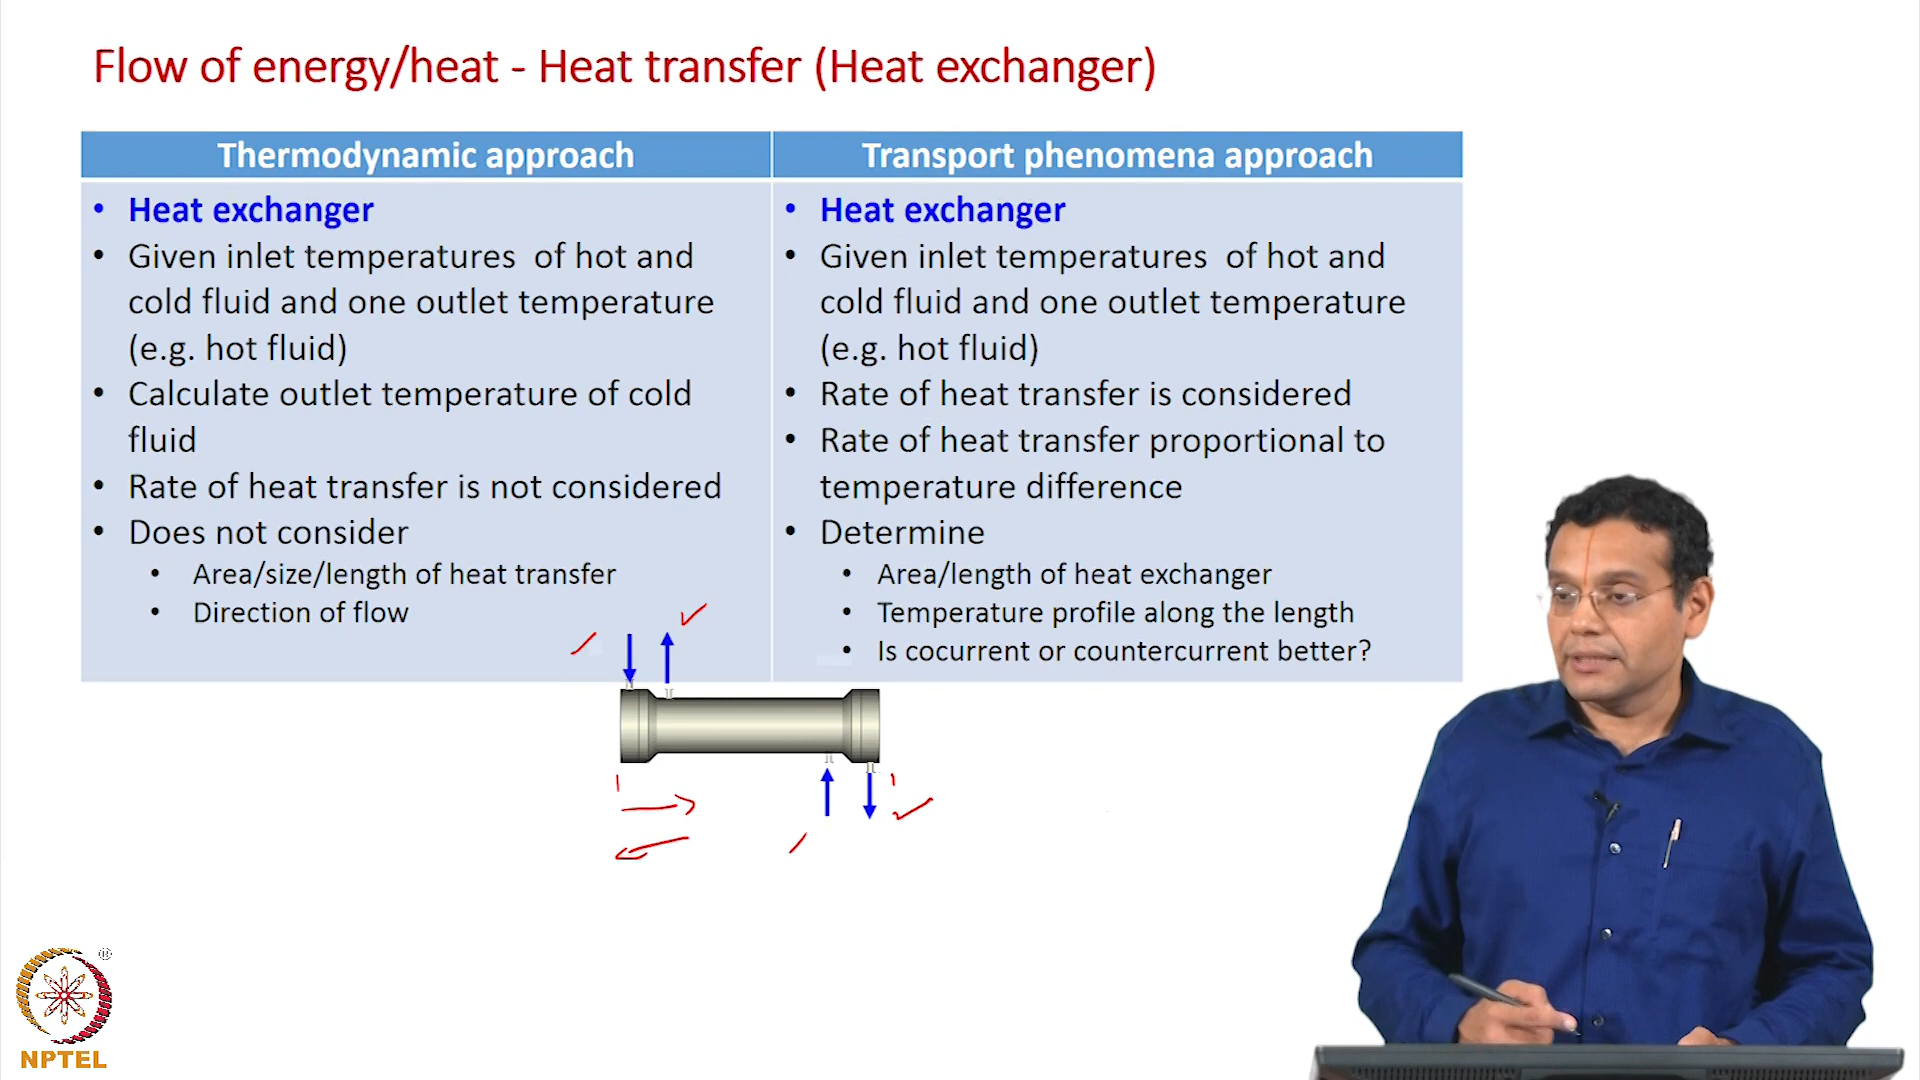 Flow of energy/heat - Heat transfer (Heat exchanger)
Thermodynamic approach
• Heat exchanger
• Given inlet temperatures of hot and
cold fluid and one outlet temperature
(e.g. hot fluid)
• Calculate outlet temperature of cold
fluid
• Rate of heat transfer is not considered
• Does not consider
• Area/size/length of heat transfer
• Direction of flow
Transport phenomena approach
• Heat exchanger
• Given inlet temperatures of hot and
cold fluid and one outlet temperature
(e.g. hot fluid)
• Rate of heat transfer is considered
• Rate of heat transfer proportional to
temperature difference
• Determine
• Area/length of heat exchanger
• Temperature profile along the length
• Is cocurrent or countercurrent better?
®
NPTEL